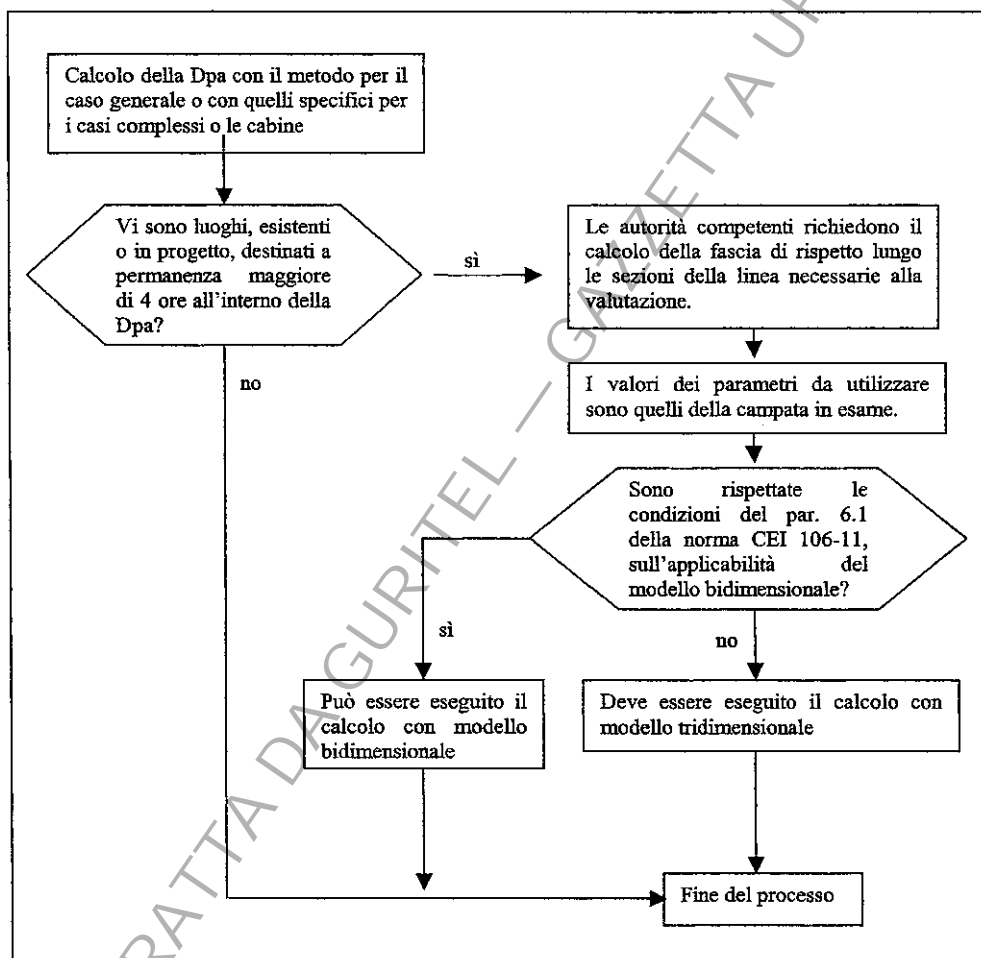 Calcolo della Dpa con il metodo per il
caso generale o con quelli specifici per
i casi complessi o le cabine
Vi sono luoghi, esistenti
o in progetto, destinati a
permanenza maggiore
di 4 ore all'interno della
Dpa?
sì
Le autorità competenti richiedono il
calcolo della fascia di rispetto lungo
le sezioni della linea necessarie alla
valutazione.
no
I valori dei parametri da utilizzare
sono quelli della campata in esame.
Sono rispettate le
condizioni del par. 6.1
della norma CEI 106-11,
sull'applicabilità del
modello bidimensionale?
sì
no
Può essere eseguito il
calcolo con modello
bidimensionale
Deve essere eseguito il calcolo con
modello tridimensionale
Fine del processo
RATTA DA GURITEL — GAZZETTA